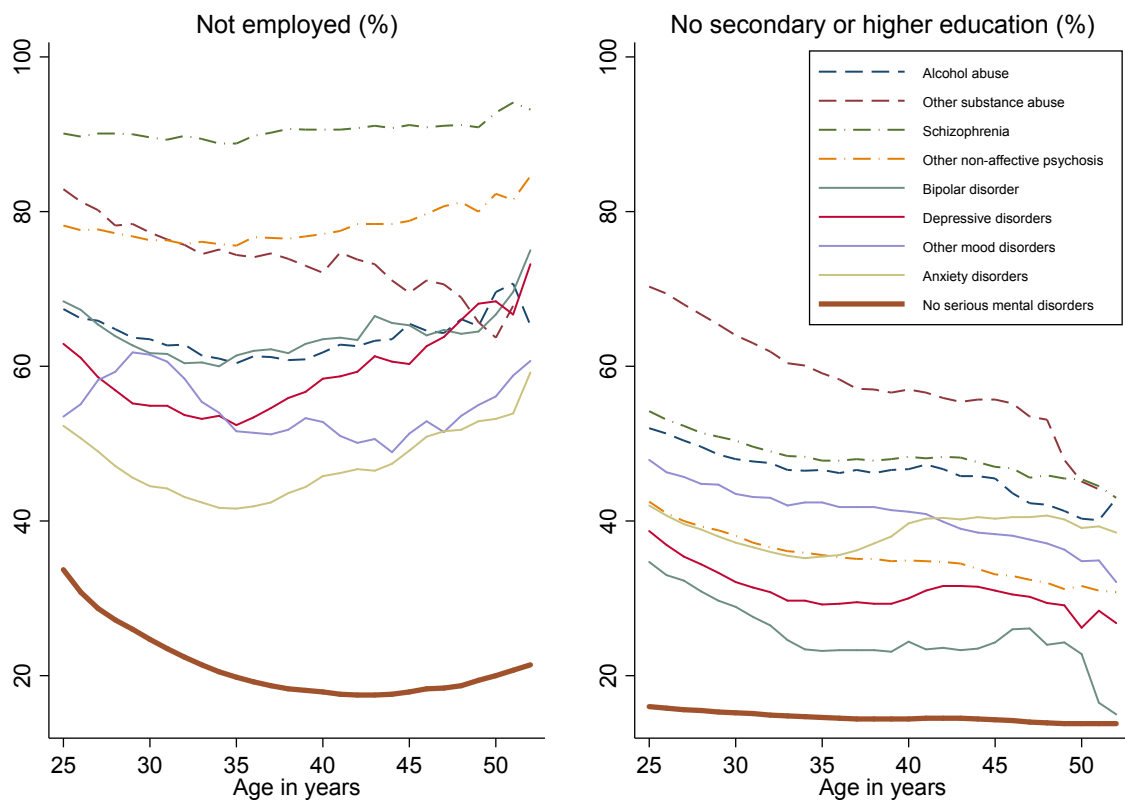 Not employed (%)
100
80
60
40
20
25 30 35 40 45 50
Age in years
No secondary or higher education (%)
100
80
60
40
20
25 30 35 40 45 50
Age in years
Alcohol abuse
Other substance abuse
Schizophrenia
Other non-affective psychosis
Bipolar disorder
Depressive disorders
Other mood disorders
Anxiety disorders
No serious mental disorders